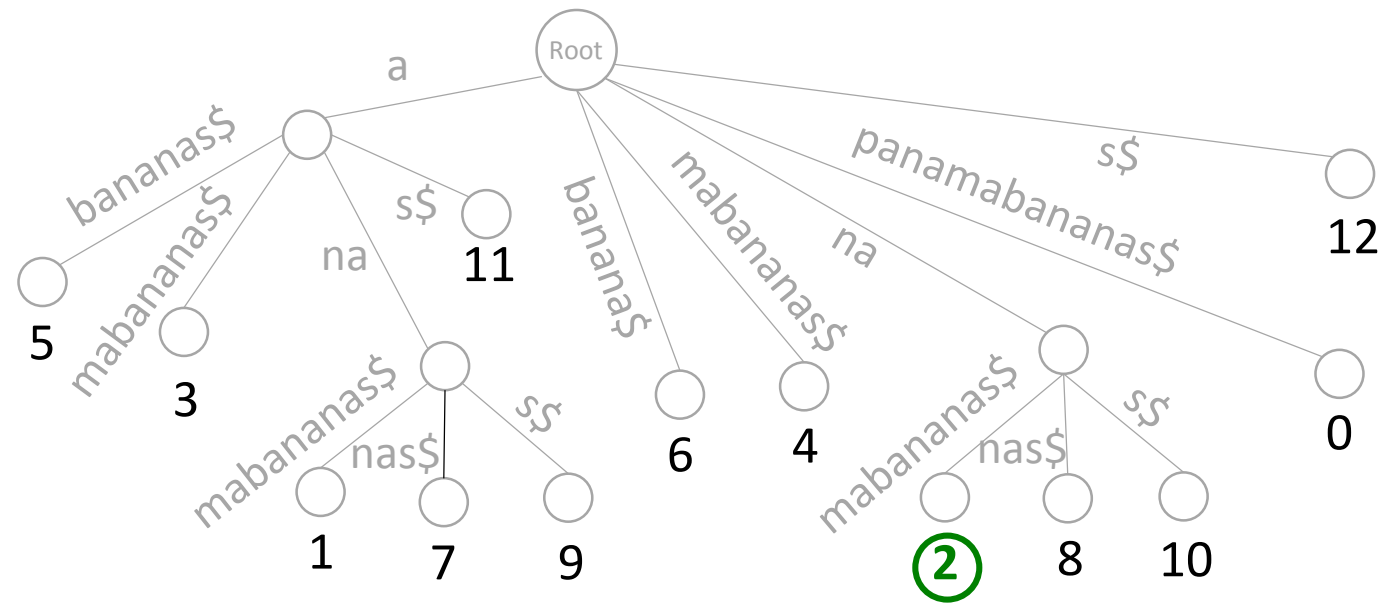 Root
a
bananas$
mabananas$
na
s$
banana$
mabananas$
na
panamabananas$
s$
5
3
11
12
mabananas$
nas$
s$
6
4
mabananas$
nas$
s$
0
1
7
9
2
8
10